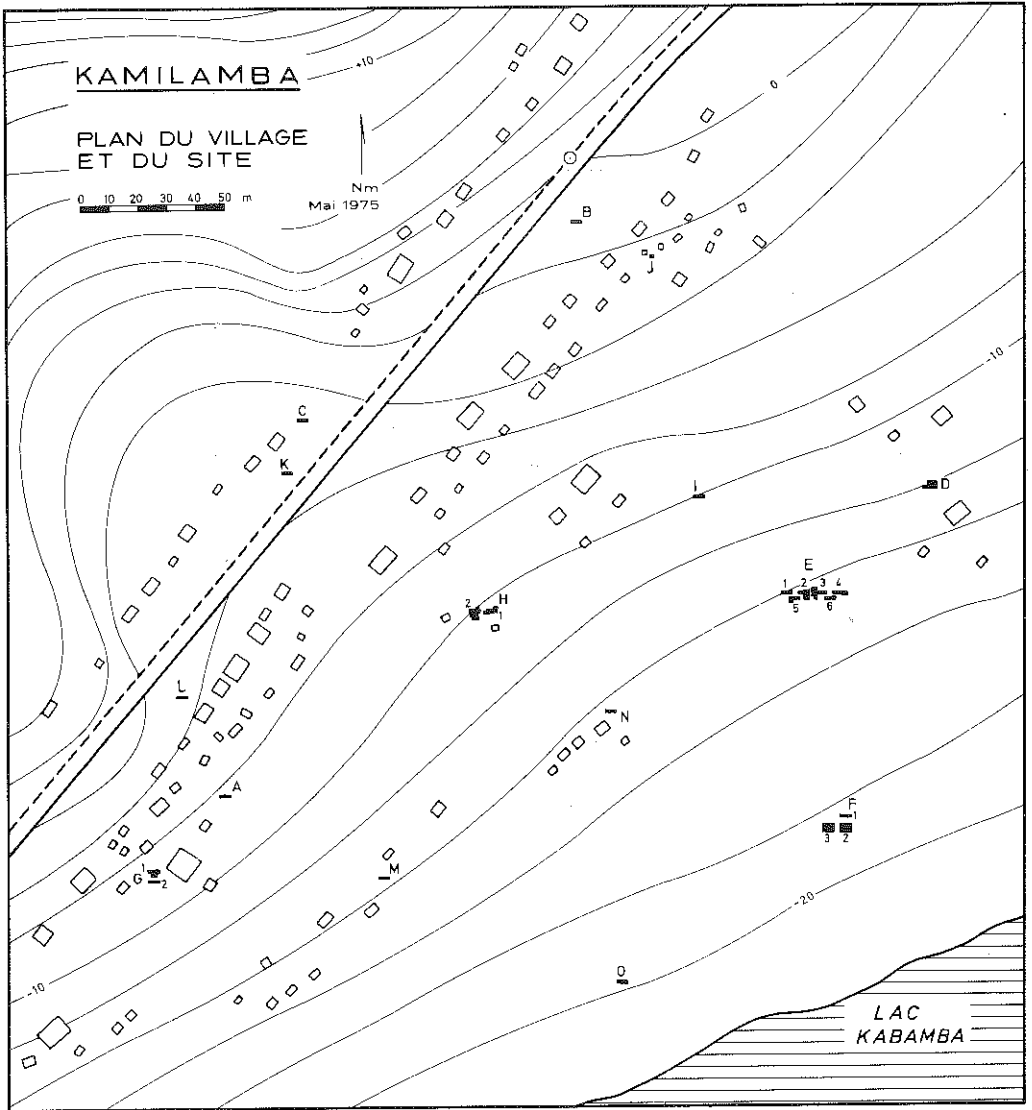 KAMILAMBA
PLAN DU VILLAGE
ET DU SITE
0 10 20 30 40 50 m
Nm
Mai 1975
+10
0
B
J
-10
C
K
I
D
E
1 2 3 4
5 6
2 H
1
L
N
A
F
1
3 2
1
G 2
M
-20
-10
O
LAC
KABAMBA